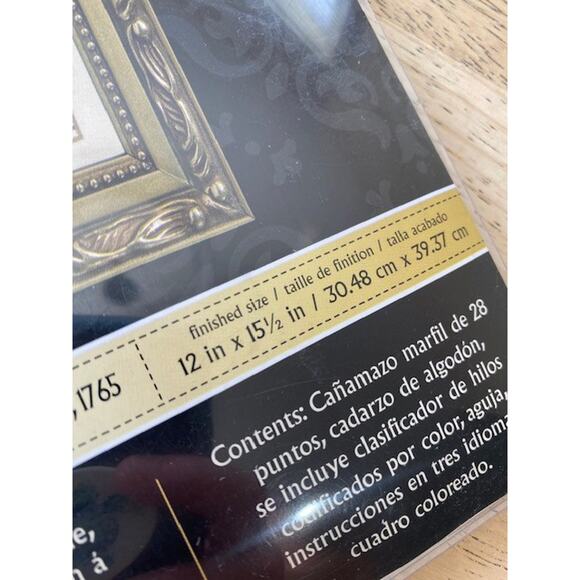 finished size / taille de finition / talla acabado
12 in x 15½ in / 30.48 cm x 39.37 cm
, 1765
Contents: Cañamazo marfil de 28
puntos, cadarzo de algodón,
se incluye clasificador de hilos
codificados por color, aguja,
instrucciones en tres idioma
cuadro coloreado.
e,
n á